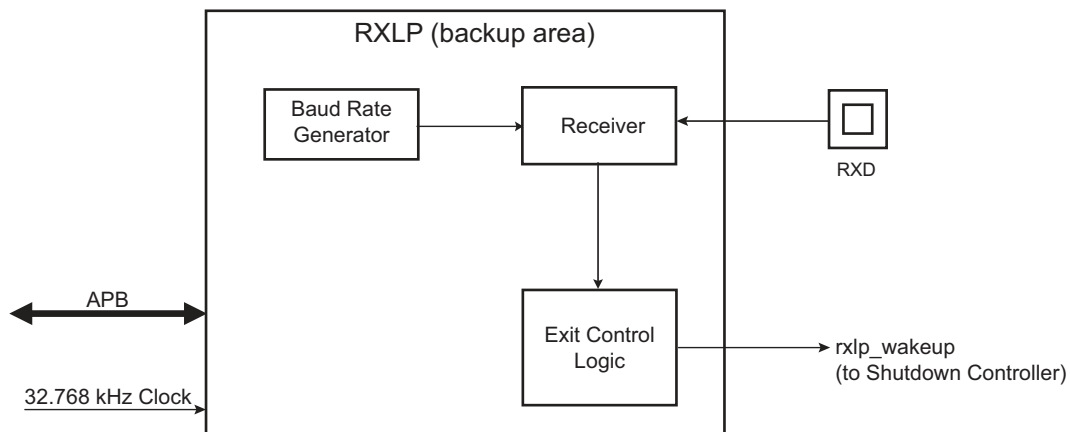 RXLP (backup area)
Baud Rate
Generator
Receiver
RXD
APB
Exit Control
Logic
rxlp_wakeup
(to Shutdown Controller)
32.768 kHz Clock